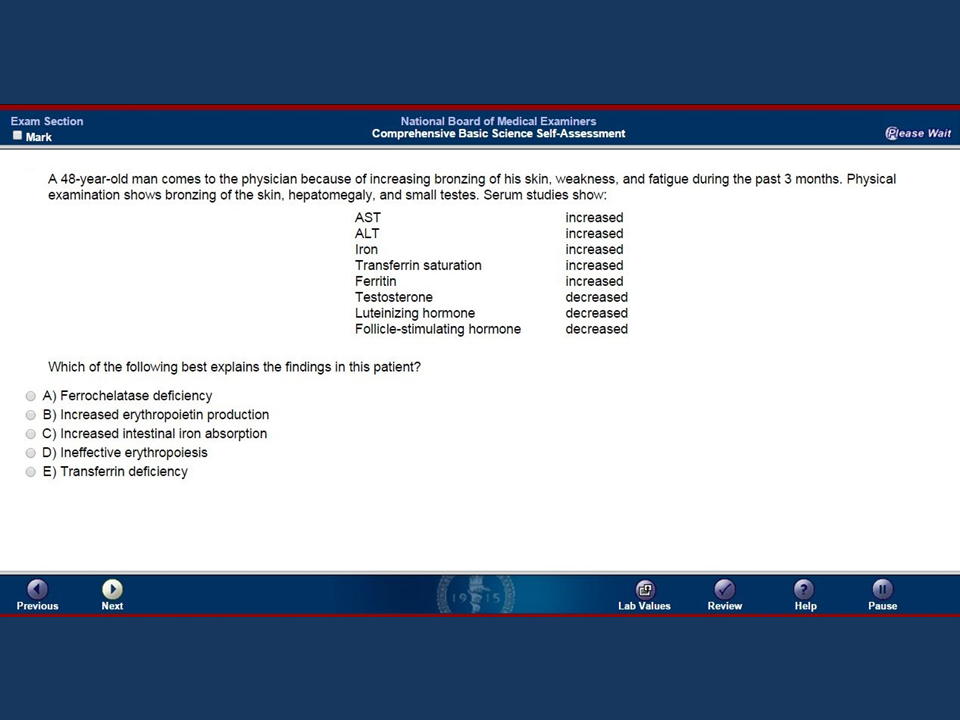 Exam Section
Mark
National Board of Medical Examiners
Comprehensive Basic Science Self-Assessment
Please Wait
A 48-year-old man comes to the physician because of increasing bronzing of his skin, weakness, and fatigue during the past 3 months. Physical
examination shows bronzing of the skin, hepatomegaly, and small testes. Serum studies show:
AST increased
ALT increased
Iron increased
Transferrin saturation increased
Ferritin increased
Testosterone decreased
Luteinizing hormone decreased
Follicle-stimulating hormone decreased
Which of the following best explains the findings in this patient?
A) Ferrochelatase deficiency
B) Increased erythropoietin production
C) Increased intestinal iron absorption
D) Ineffective erythropoiesis
E) Transferrin deficiency
Previous
Next
1915
Lab Values
Review
Help
Pause